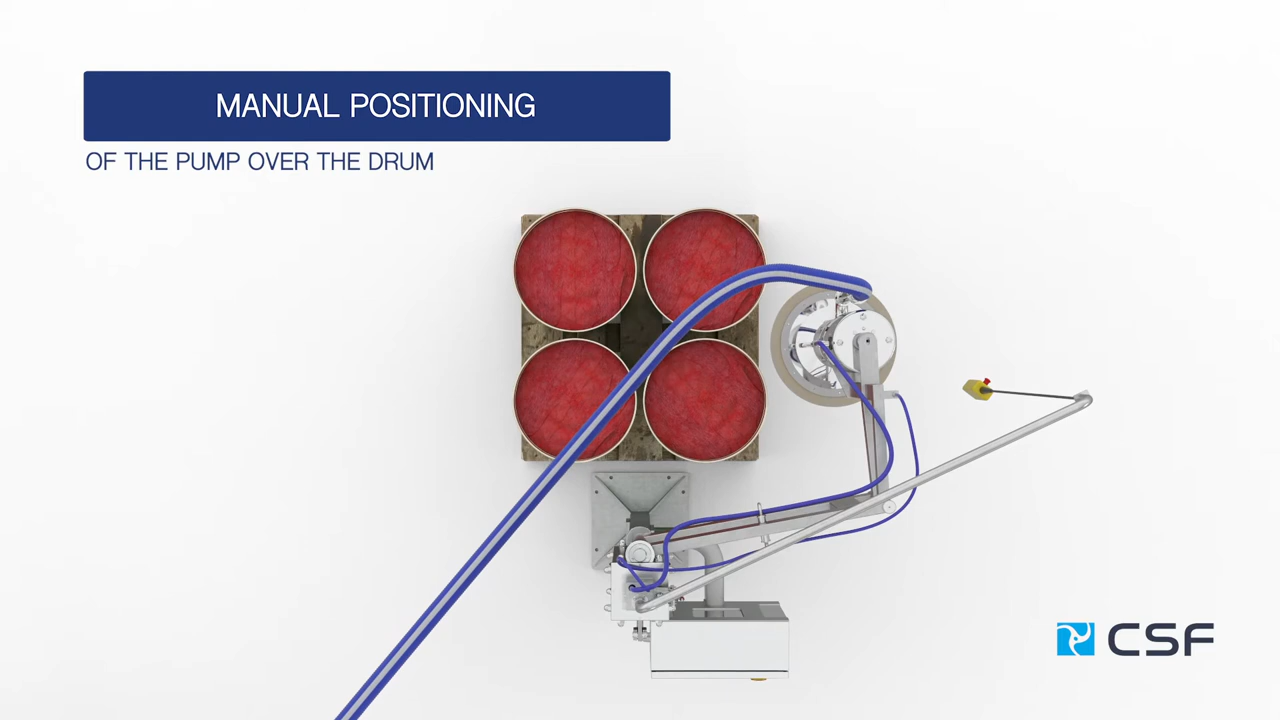 MANUAL POSITIONING
OF THE PUMP OVER THE DRUM
CSF